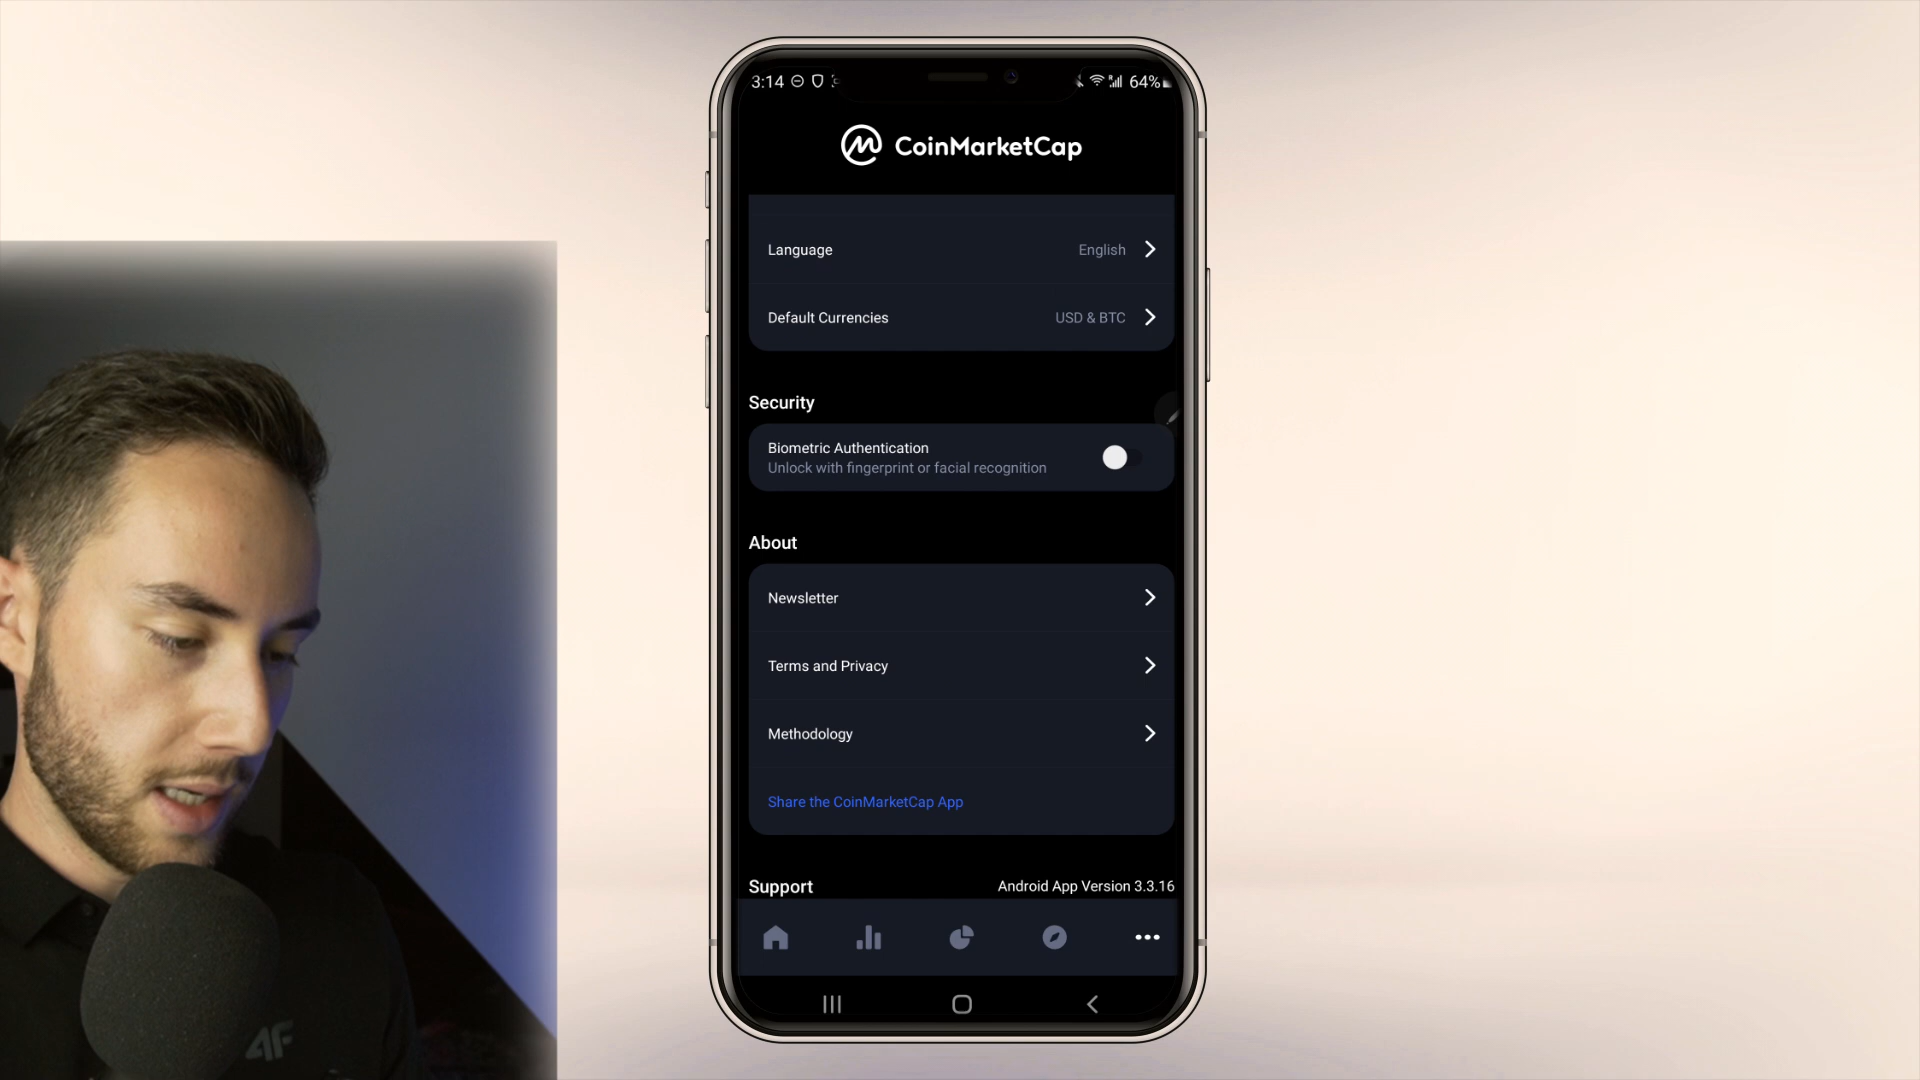 3:14
64%
CoinMarketCap
Language English
Default Currencies USD & BTC
Security
Biometric Authentication
Unlock with fingerprint or facial recognition
About
Newsletter
Terms and Privacy
Methodology
Share the CoinMarketCap App
Support Android App Version 3.3.16
4F